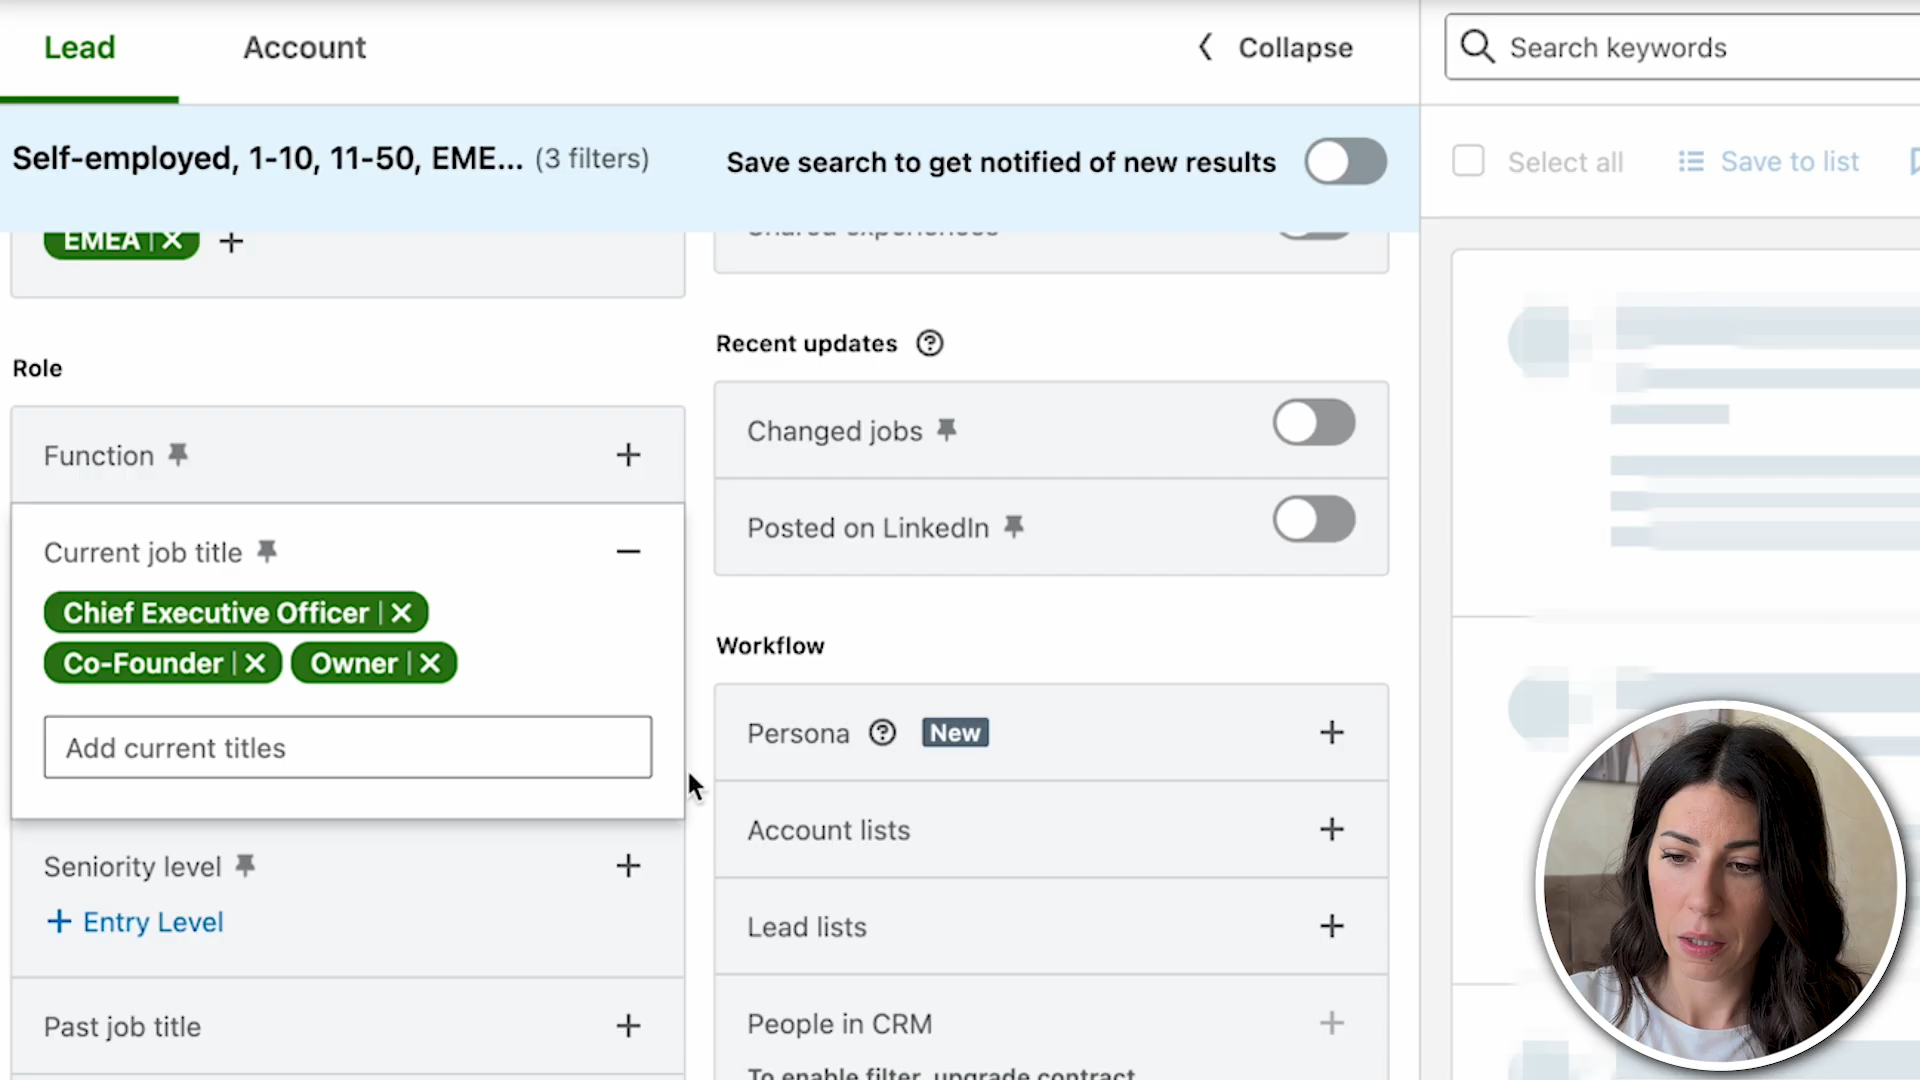 Lead
Account
Collapse
Search keywords
Self-employed, 1-10, 11-50, EME... (3 filters)
Save search to get notified of new results
Select all
Save to list
EMEA
Shared experiences
Role
Function
Current job title
Chief Executive Officer
Co-Founder
Owner
Add current titles
Seniority level
+ Entry Level
Past job title
Recent updates
Changed jobs
Posted on LinkedIn
Workflow
Persona New
Account lists
Lead lists
People in CRM
To enable filter, upgrade contract